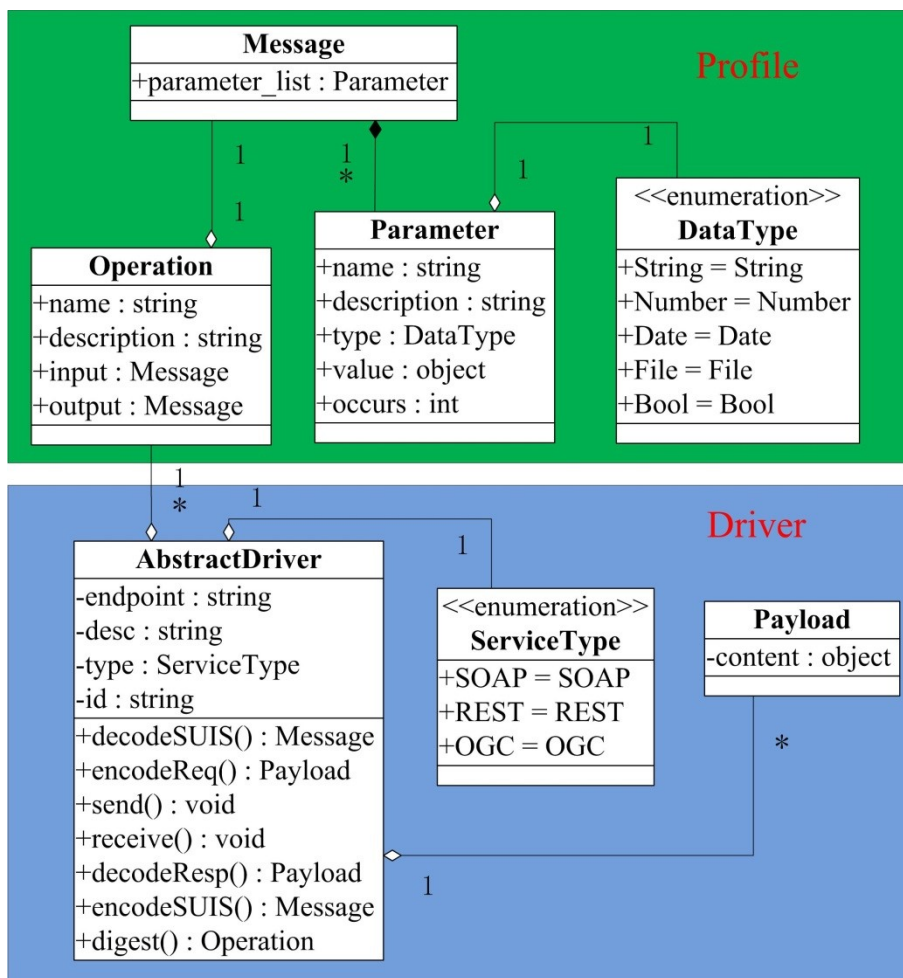 Message
+parameter_list : Parameter
Profile
1
1
*
1
1
1
<<enumeration>>
DataType
+String = String
+Number = Number
+Date = Date
+File = File
+Bool = Bool
Parameter
+name : string
+description : string
+type : DataType
+value : object
+occurs : int
Operation
+name : string
+description : string
+input : Message
+output : Message
1
*
1
1
Driver
AbstractDriver
-endpoint : string
-desc : string
-type : ServiceType
-id : string
+decodeSUIS() : Message
+encodeReq() : Payload
+send() : void
+receive() : void
+decodeResp() : Payload
+encodeSUIS() : Message
+digest() : Operation
<<enumeration>>
ServiceType
+SOAP = SOAP
+REST = REST
+OGC = OGC
Payload
-content : object
*
1